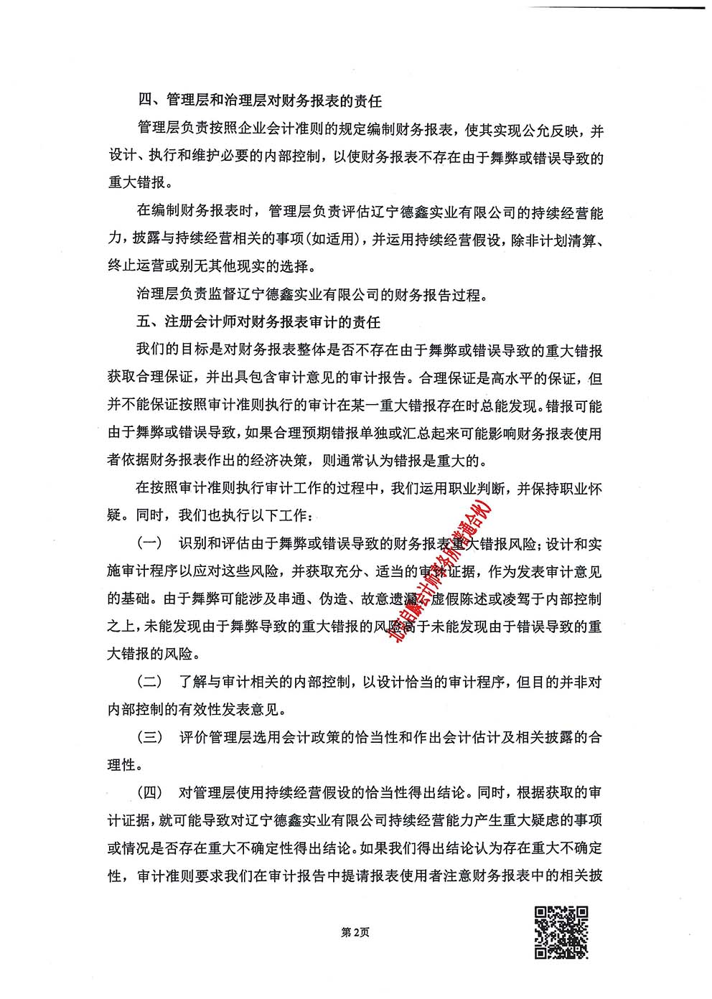 四、管理层和治理层对财务报表的责任
管理层负责按照企业会计准则的规定编制财务报表，使其实现公允反映，并
设计、执行和维护必要的内部控制，以使财务报表不存在由于舞弊或错误导致的
重大错报。
在编制财务报表时，管理层负责评估辽宁德鑫实业有限公司的持续经营能
力，披露与持续经营相关的事项(如适用)，并运用持续经营假设，除非计划清算、
终止运营或别无其他现实的选择。
治理层负责监督辽宁德鑫实业有限公司的财务报告过程。
五、注册会计师对财务报表审计的责任
我们的目标是对财务报表整体是否不存在由于舞弊或错误导致的重大错报
获取合理保证，并出具包含审计意见的审计报告。合理保证是高水平的保证，但
并不能保证按照审计准则执行的审计在某一重大错报存在时总能发现。错报可能
由于舞弊或错误导致，如果合理预期错报单独或汇总起来可能影响财务报表使用
者依据财务报表作出的经济决策，则通常认为错报是重大的。
在按照审计准则执行审计工作的过程中，我们运用职业判断，并保持职业怀
疑。同时，我们也执行以下工作：
(一) 识别和评估由于舞弊或错误导致的财务报表重大错报风险；设计和实
施审计程序以应对这些风险，并获取充分、适当的审计证据，作为发表审计意见
的基础。由于舞弊可能涉及串通、伪造、故意遗漏、虚假陈述或凌驾于内部控制
之上，未能发现由于舞弊导致的重大错报的风险高于未能发现由于错误导致的重
大错报的风险。
(二) 了解与审计相关的内部控制，以设计恰当的审计程序，但目的并非对
内部控制的有效性发表意见。
(三) 评价管理层选用会计政策的恰当性和作出会计估计及相关披露的合
理性。
(四) 对管理层使用持续经营假设的恰当性得出结论。同时，根据获取的审
计证据，就可能导致对辽宁德鑫实业有限公司持续经营能力产生重大疑虑的事项
或情况是否存在重大不确定性得出结论。如果我们得出结论认为存在重大不确定
性，审计准则要求我们在审计报告中提请报表使用者注意财务报表中的相关披
北京启麟会计师事务所(普通合伙)
第 2页